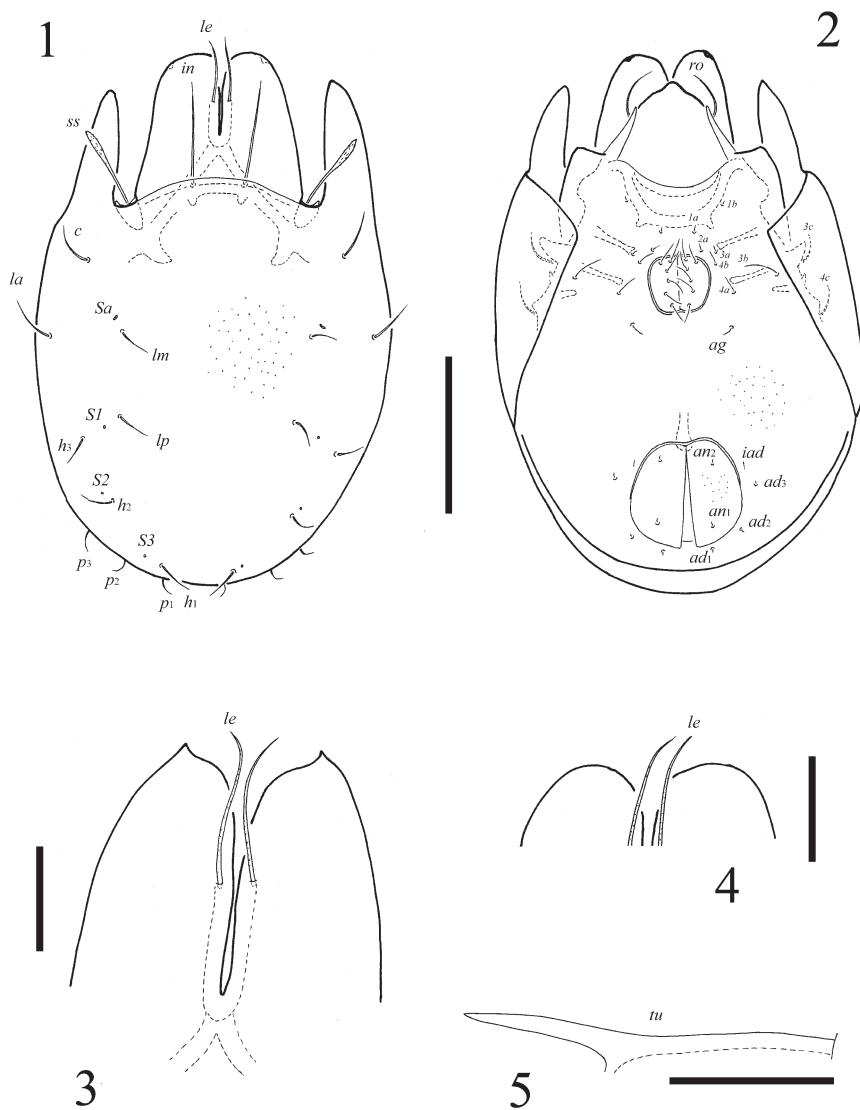 1
le
in
ss
c
la
Sa
lm
S1
lp
h3
S2
h2
S3
p3
p2
p1
h1
2
ro
4 1b
1a
2a
3c
3a
3b
4b
4a
4c
ag
an2
iad
ad3
an1
ad2
ad1
le
3
le
4
tu
5